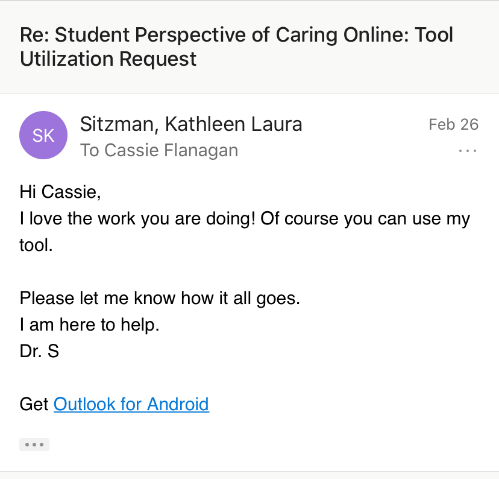 Re: Student Perspective of Caring Online: Tool
Utilization Request
SK
Sitzman, Kathleen Laura
Feb 26
To Cassie Flanagan
Hi Cassie,
I love the work you are doing! Of course you can use my
tool.
Please let me know how it all goes.
I am here to help.
Dr. S
Get Outlook for Android